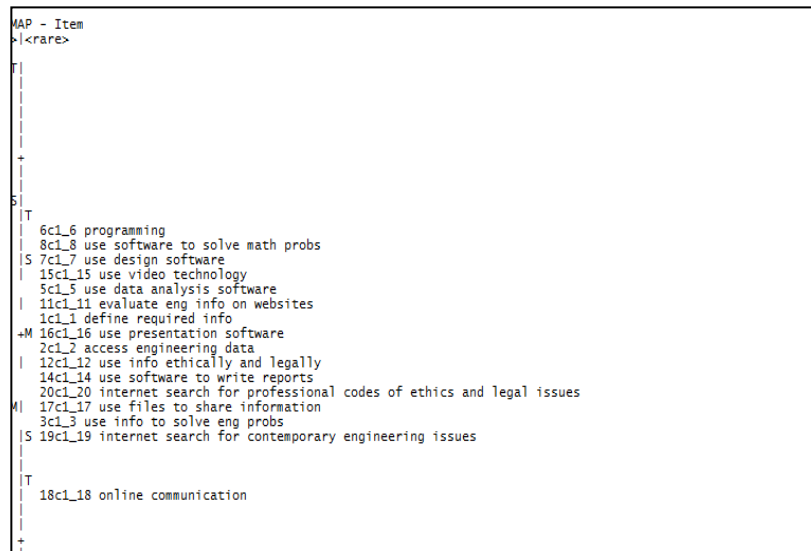 MAP - Item
>|<rare>
T|
|
|
|
|
|
+
|
|
S|
|T
6c1_6 programming
| 8c1_8 use software to solve math probs
|S 7c1_7 use design software
| 15c1_15 use video technology
5c1_5 use data analysis software
| 11c1_11 evaluate eng info on websites
1c1_1 define required info
+M 16c1_16 use presentation software
2c1_2 access engineering data
| 12c1_12 use info ethically and legally
14c1_14 use software to write reports
20c1_20 internet search for professional codes of ethics and legal issues
M| 17c1_17 use files to share information
3c1_3 use info to solve eng probs
|S 19c1_19 internet search for contemporary engineering issues
|
|
|T
| 18c1_18 online communication
|
|
+